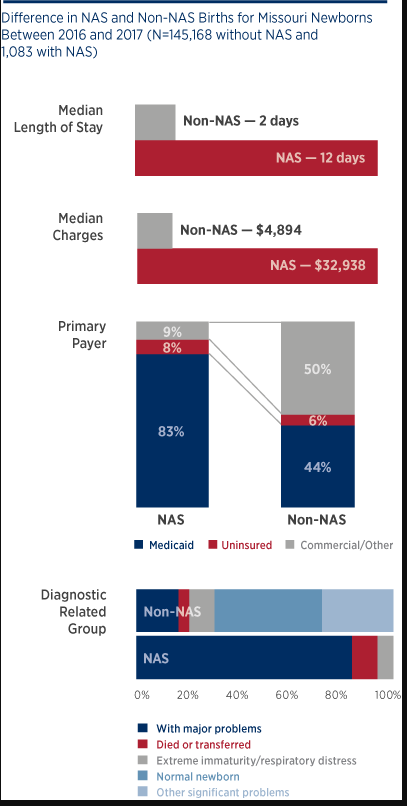 Difference in NAS and Non-NAS Births for Missouri Newborns
Between 2016 and 2017 (N=145,168 without NAS and
1,083 with NAS)
Median
Length of Stay
Non-NAS — 2 days
NAS — 12 days
Median
Charges
Non-NAS — $4,894
NAS — $32,938
Primary
Payer
9%
8%
83%
50%
6%
44%
NAS
Non-NAS
Medicaid
Uninsured
Commercial/Other
Diagnostic
Related
Group
Non-NAS
NAS
0%
20%
40%
60%
80%
100%
With major problems
Died or transferred
Extreme immaturity/respiratory distress
Normal newborn
Other significant problems